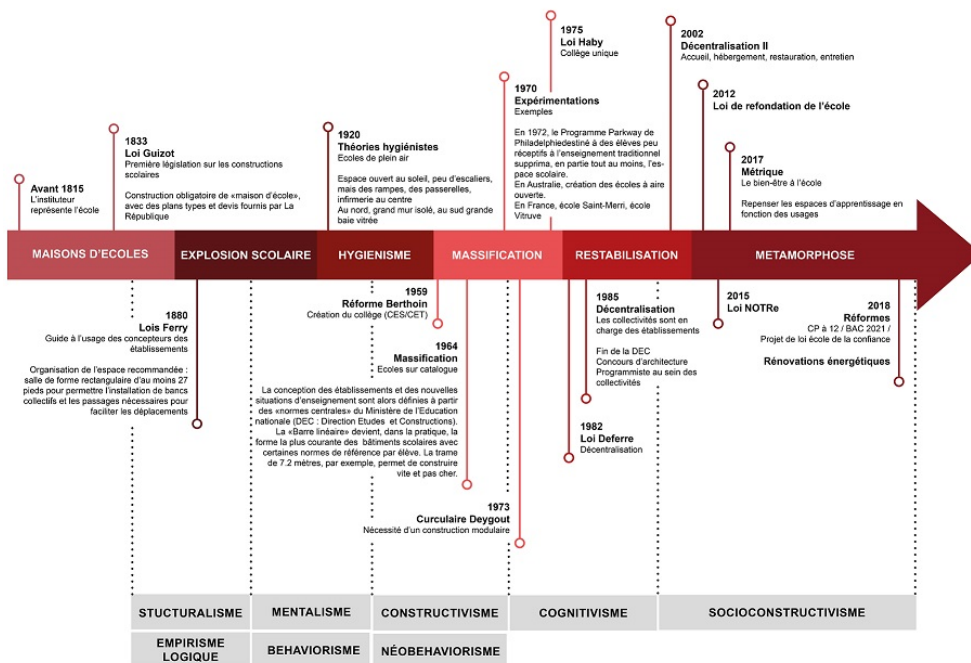 1975
Loi Haby
Collège unique
2002
Décentralisation II
Accueil, hébergement, restauration, entretien
1970
Expérimentations
Exemples
En 1972, le Programme Parkway de
Philadelphiedestiné à des élèves peu
réceptifs à l'enseignement traditionnel
supprima, en partie tout au moins, l'es-
pace scolaire.
En Australie, création des écoles à aire
ouverte.
En France, école Saint-Merri, école
Vitruve
2012
Loi de refondation de l'école
1920
Théories hygiénistes
Ecoles de plein air
Espace ouvert au soleil, peu d'escaliers,
mais des rampes, des passerelles,
infirmerie au centre
Au nord, grand mur isolé, au sud grande
baie vitrée
1833
Loi Guizot
Première législation sur les constructions
scolaires
Construction obligatoire de «maison d'école»,
avec des plans types et devis fournis par La
République
2017
Métrique
Le bien-être à l'école
Repenser les espaces d'apprentissage en
fonction des usages
Avant 1815
L'instituteur
représente l'école
MAISONS D'ECOLES
EXPLOSION SCOLAIRE
HYGIENISME
MASSIFICATION
RESTABILISATION
METAMORPHOSE
1880
Lois Ferry
Guide à l'usage des concepteurs des
établissements
Organisation de l'espace recommandée :
salle de forme rectangulaire d'au moins 27
pieds pour permettre l'installation de bancs
collectifs et les passages nécessaires pour
faciliter les déplacements
1959
Réforme Berthoin
Création du collège (CES/CET)
1964
Massification
Ecoles sur catalogue
La conception des établissements et des nouvelles
situations d'enseignement sont alors définies à partir
des «normes centrales» du Ministère de l'Education
nationale (DEC : Direction Etudes et Constructions).
La «Barre linéaire» devient, dans la pratique, la
forme la plus courante des bâtiments scolaires avec
certaines normes de référence par élève. La trame
de 7.2 mètres, par exemple, permet de construire
vite et pas cher.
1973
Curculaire Deygout
Nécessité d'un construction modulaire
1985
Décentralisation
Les collectivités sont en
charge des établissements
Fin de la DEC
Concours d'architecture
Programmiste au sein des
collectivités
1982
Loi Deferre
Décentralisation
2015
Loi NOTRe
2018
Réformes
CP à 12 / BAC 2021 /
Projet de loi école de la confiance
Rénovations énergétiques
STUCTURALISME
MENTALISME
CONSTRUCTIVISME
COGNITIVISME
SOCIOCONSTRUCTIVISME
EMPIRISME
LOGIQUE
BEHAVIORISME
NÉOBEHAVIORISME